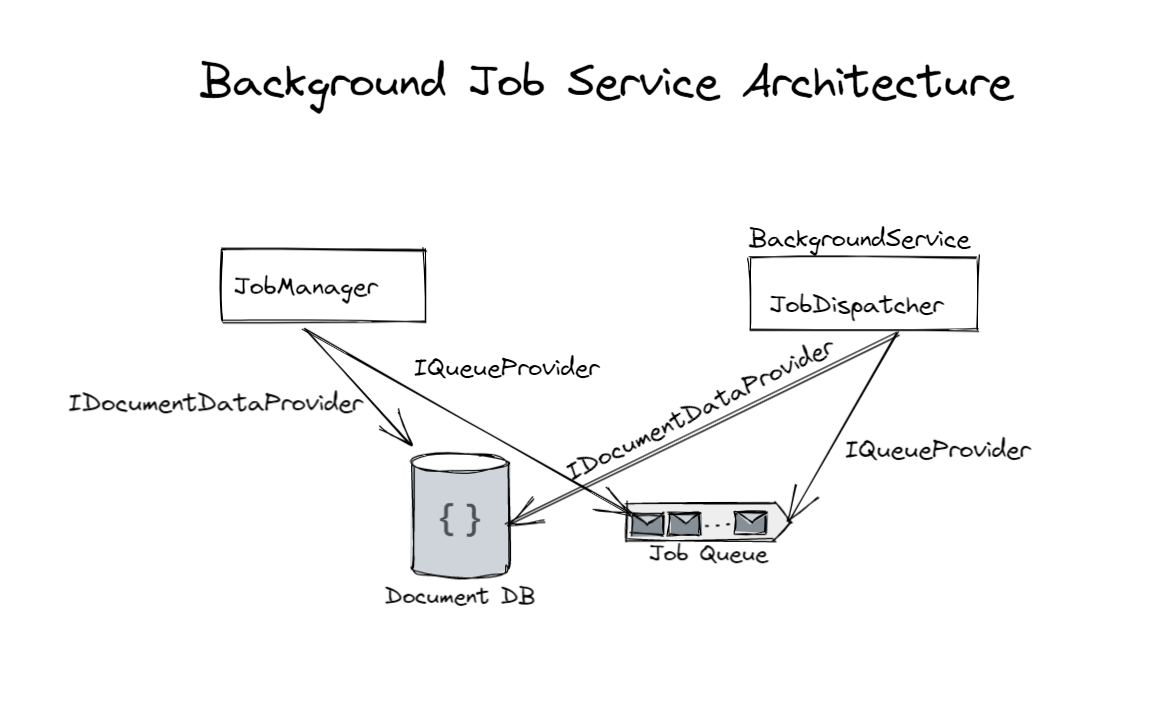 Background Job Service Architecture
BackgroundService
JobManager
JobDispatcher
IQueueProvider
IDocumentDataProvider
IDocumentDataProvider
IQueueProvider
{ }
...
Job Queue
Document DB